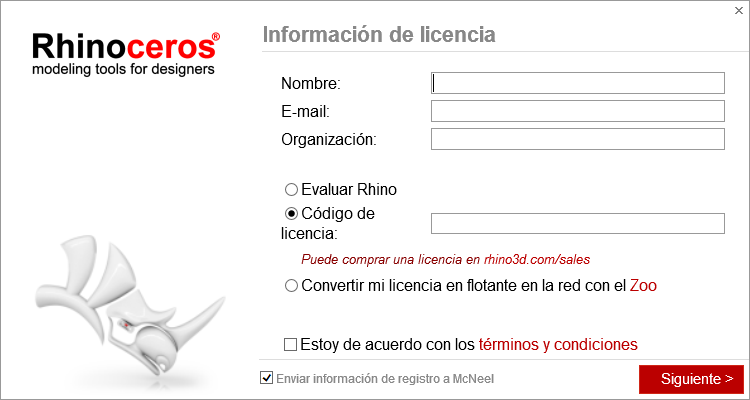 Rhinoceros®
modeling tools for designers
Información de licencia
Nombre:
E-mail:
Organización:
Evaluar Rhino
Código de
licencia:
Puede comprar una licencia en rhino3d.com/sales
Convertir mi licencia en flotante en la red con el Zoo
Estoy de acuerdo con los términos y condiciones
Enviar información de registro a McNeel
Siguiente >